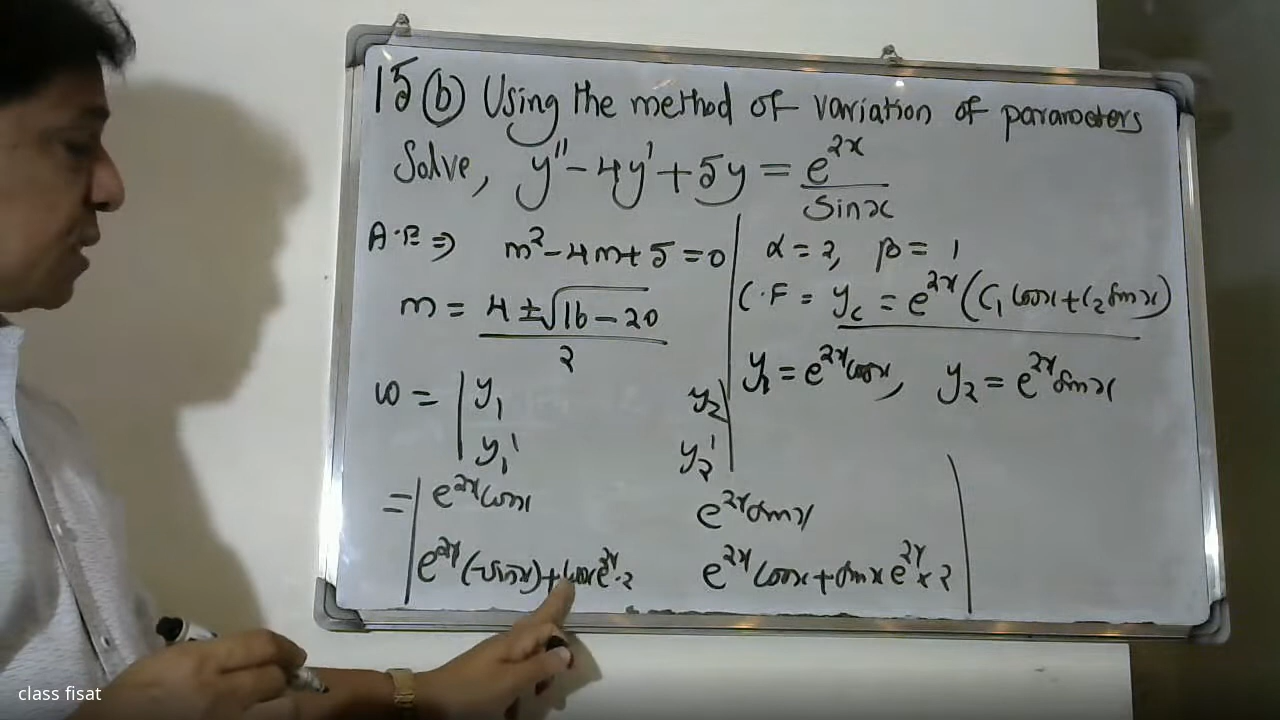 15 (b) Using the method of variation of parameters
Solve, y'' - 4y' + 5y = e^{2x} / sin x
A.E ⇒ m² - 4m + 5 = 0
m = 4 ± √16 - 20 / 2
α = 2, β = 1
C.F = y_c = e^{2x}(C₁ cos x + C₂ sin x)
y₁ = e^{2x} cos x, y₂ = e^{2x} sin x
ω = | y₁ y₂ |
| y₁' y₂' |
= | e^{2x} cos x e^{2x} sin x |
| e^{2x}(-sin x) + cos x e^{2x}·2 e^{2x} cos x + sin x e^{2x} × 2 |
class fisat